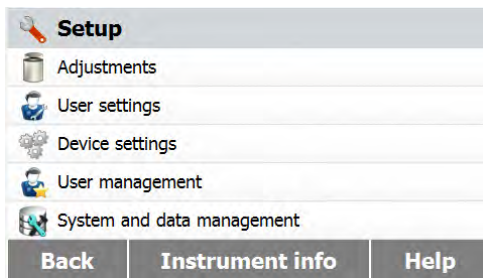 Setup
Adjustments
User settings
Device settings
User management
System and data management
Back Instrument info Help